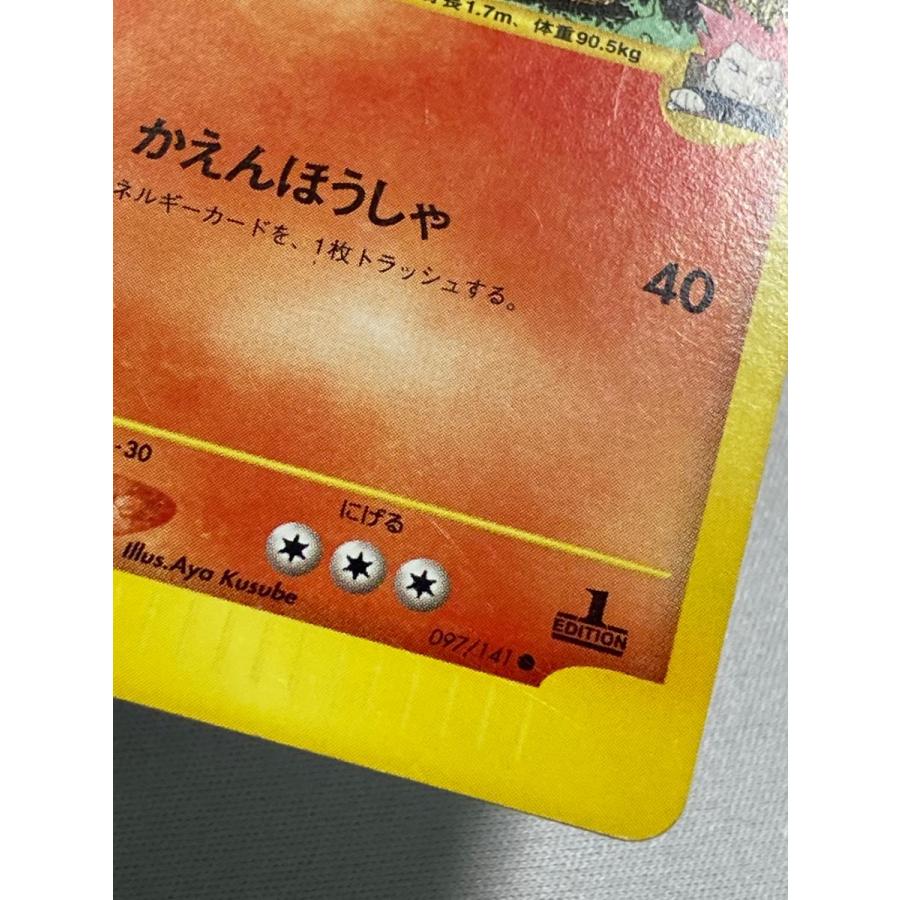 長1.7m、体重90.5kg
かえんほうしゃ
ネルギーカードを、1枚トラッシュする。
40
-30
にげる
Illus.Aya Kusube
097/141
1
EDITION